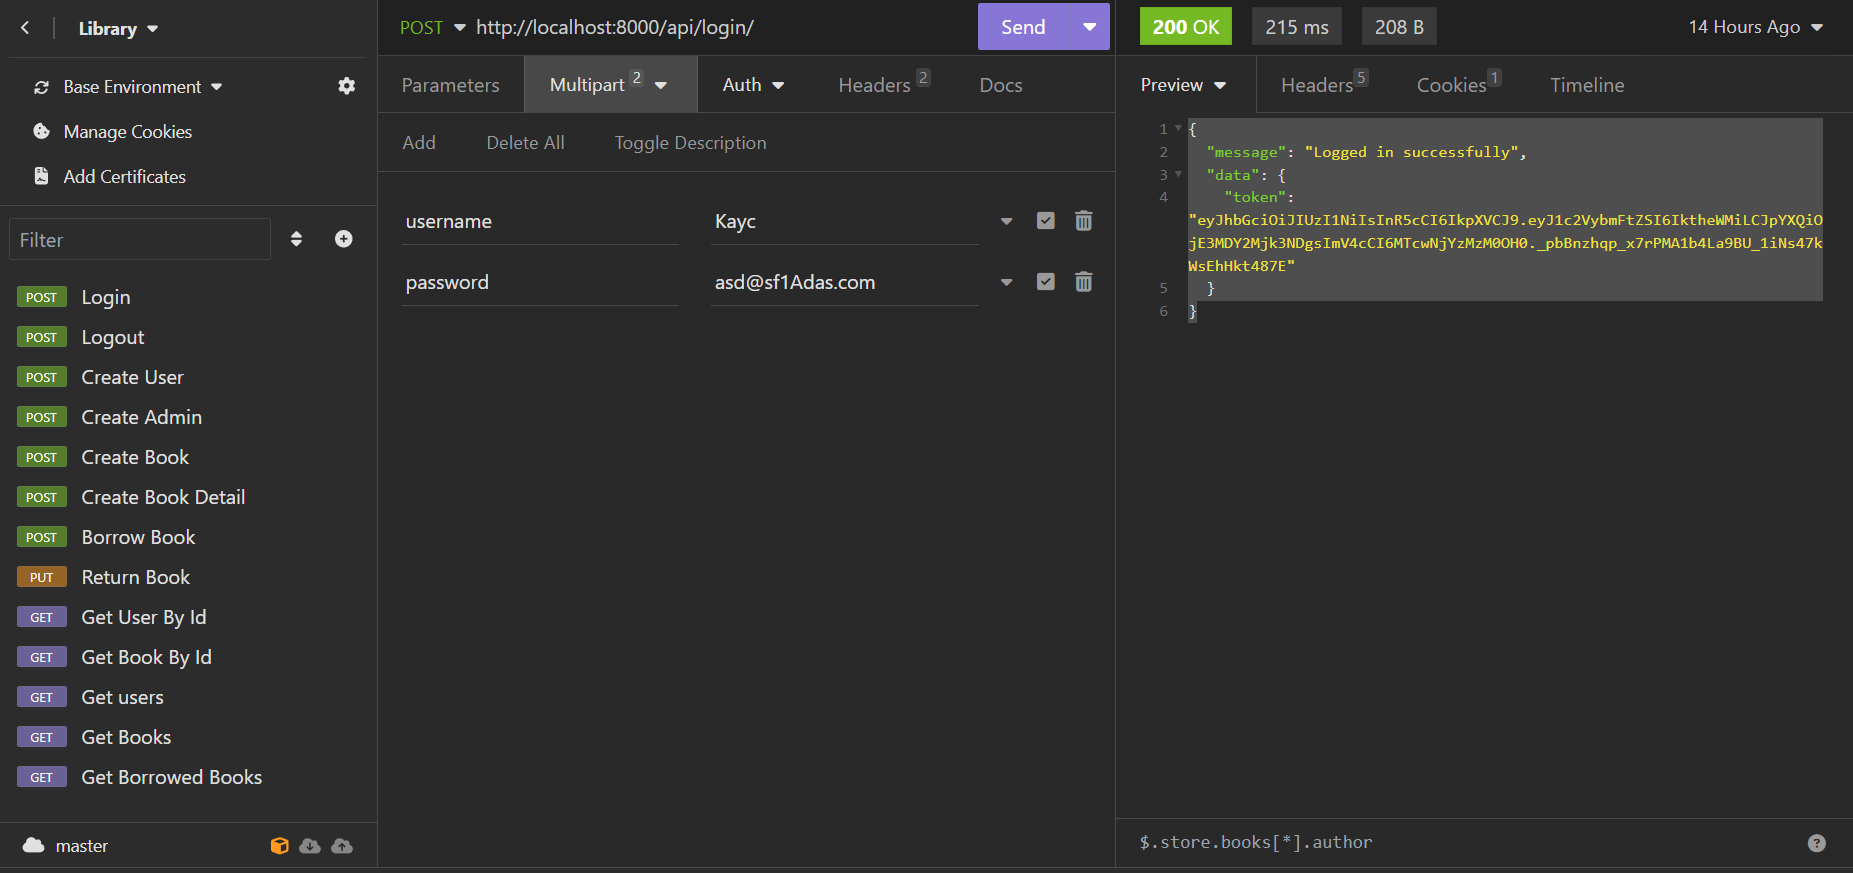 Library
Base Environment
Manage Cookies
Add Certificates
Filter
POST Login
POST Logout
POST Create User
POST Create Admin
POST Create Book
POST Create Book Detail
POST Borrow Book
PUT Return Book
GET Get User By Id
GET Get Book By Id
GET Get users
GET Get Books
GET Get Borrowed Books
master
POST http://localhost:8000/api/login/ Send
Parameters Multipart 2 Auth Headers 2 Docs
Add Delete All Toggle Description
username Kayc
password asd@sf1Adas.com
200 OK 215 ms 208 B 14 Hours Ago
Preview Headers 5 Cookies 1 Timeline
1 {
2 "message": "Logged in successfully",
3 "data": {
4 "token":
"eyJhbGciOiJIUzI1NiIsInR5cCI6IkpXVCJ9.eyJ1c2VybmFtZSI6IktheWMiLCJpYXQiO
jE3MDY2Mjk3NDgsImV4cCI6MTcwNjYzMzM0OH0._pbBnzhqp_x7rPMA1b4La9BU_1iNs47k
WsEhHkt487E"
5 }
6 }
$.store.books[*].author
?